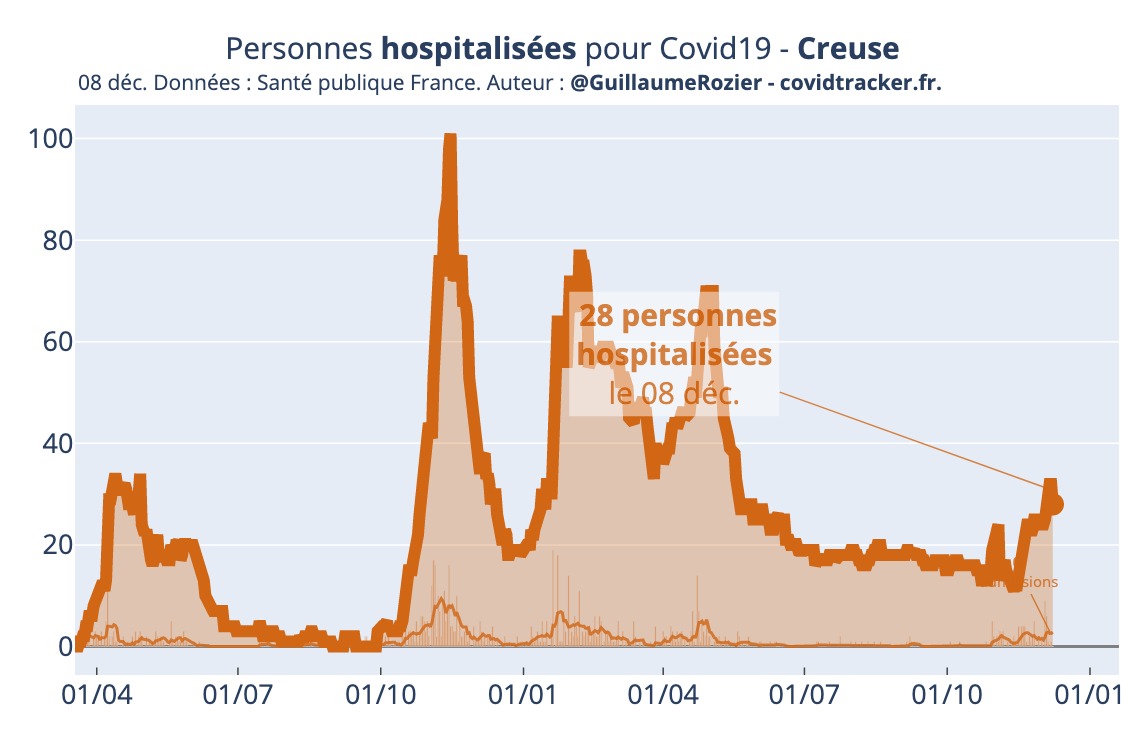 Personnes hospitalisées pour Covid19 - Creuse
08 déc. Données : Santé publique France. Auteur : @GuillaumeRozier - covidtracker.fr.
100
80
60
40
20
0
28 personnes
hospitalisées
le 08 déc.
01/04 01/07 01/10 01/01 01/04 01/07 01/10 01/01